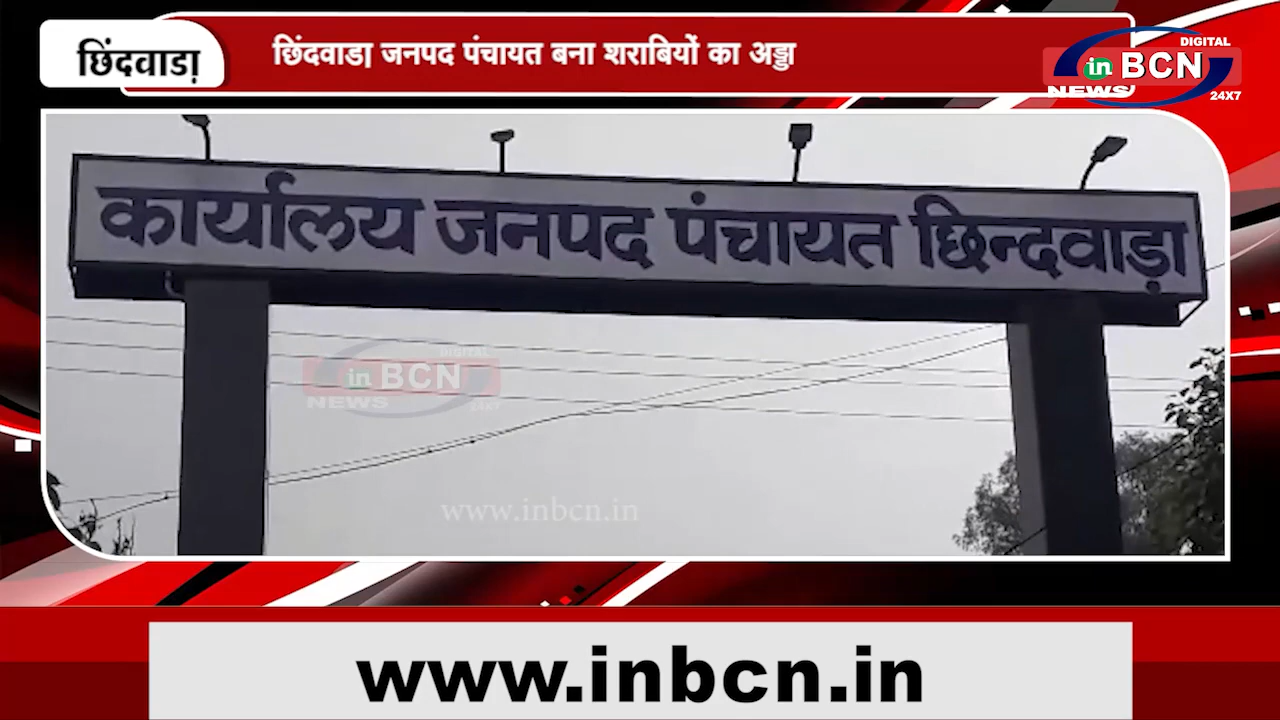 छिंदवाडा़
छिंदवाडा़ जनपद पंचायत बना शराबियों का अड्डा
DIGITAL
in BCN
NEWS
24X7
कार्यालय जनपद पंचायत छिन्दवाड़ा
DIGITAL
in BCN
NEWS
24X7
www.inbcn.in
www.inbcn.in